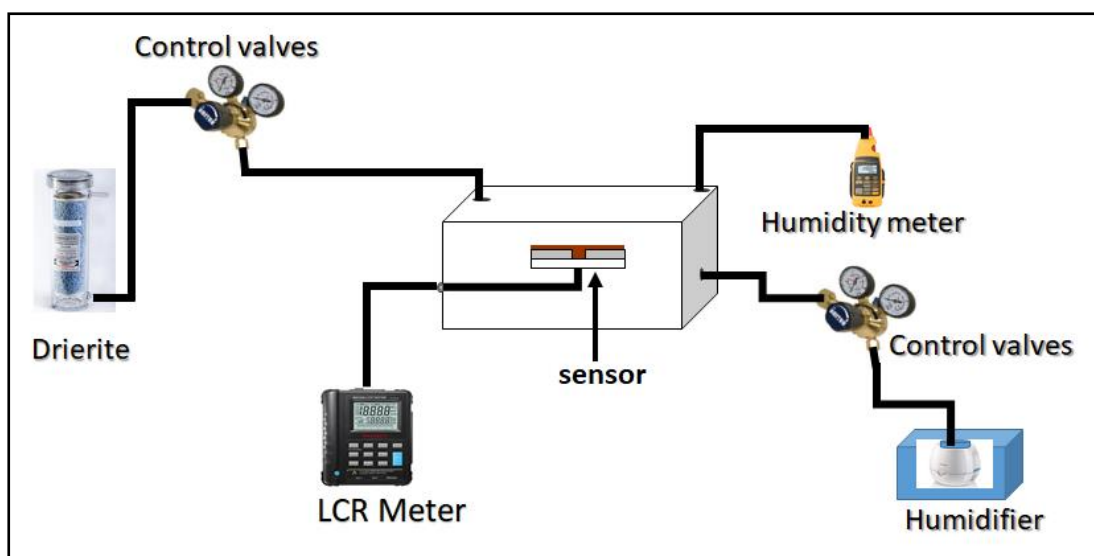 Control valves
Humidity meter
Drierite
Control valves
sensor
LCR Meter
Humidifier